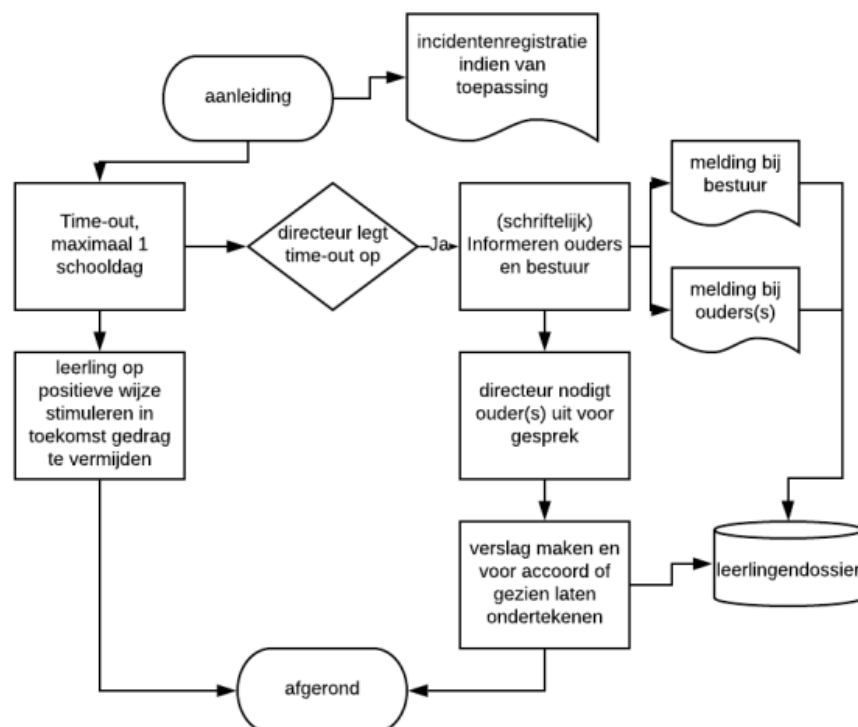 incidentenregistratie
indien van
toepassing
aanleiding
melding bij
bestuur
Time-out,
maximaal 1
schooldag
directeur legt
time-out op
Ja
(schriftelijk)
Informeren ouders
en bestuur
melding bij
ouders(s)
leerling op
positieve wijze
stimuleren in
toekomst gedrag
te vermijden
directeur nodigt
ouder(s) uit voor
gesprek
verslag maken en
voor accoord of
gezien laten
ondertekenen
leerlingendossier
afgerond